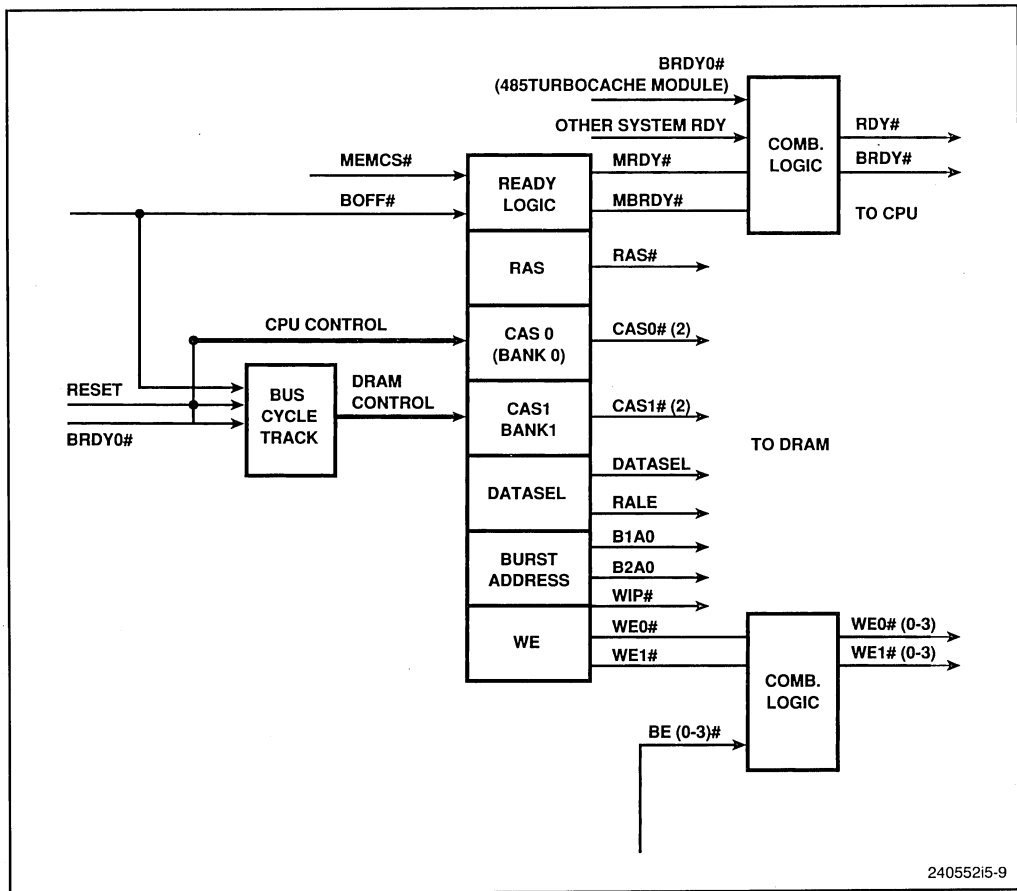 BRDY0#
(485TURBOCACHE MODULE)
OTHER SYSTEM RDY
COMB.
LOGIC
RDY#
BRDY#
TO CPU
MEMCS#
BOFF#
READY
LOGIC
MRDY#
MBRDY#
RAS
RAS#
CPU CONTROL
CAS 0
(BANK 0)
CAS0# (2)
RESET
BRDY0#
BUS
CYCLE
TRACK
DRAM
CONTROL
CAS1
BANK1
CAS1# (2)
TO DRAM
DATASEL
DATASEL
RALE
BURST
ADDRESS
B1A0
B2A0
WIP#
WE
WE0#
WE1#
COMB.
LOGIC
WE0# (0-3)
WE1# (0-3)
BE (0-3)#
240552i5-9